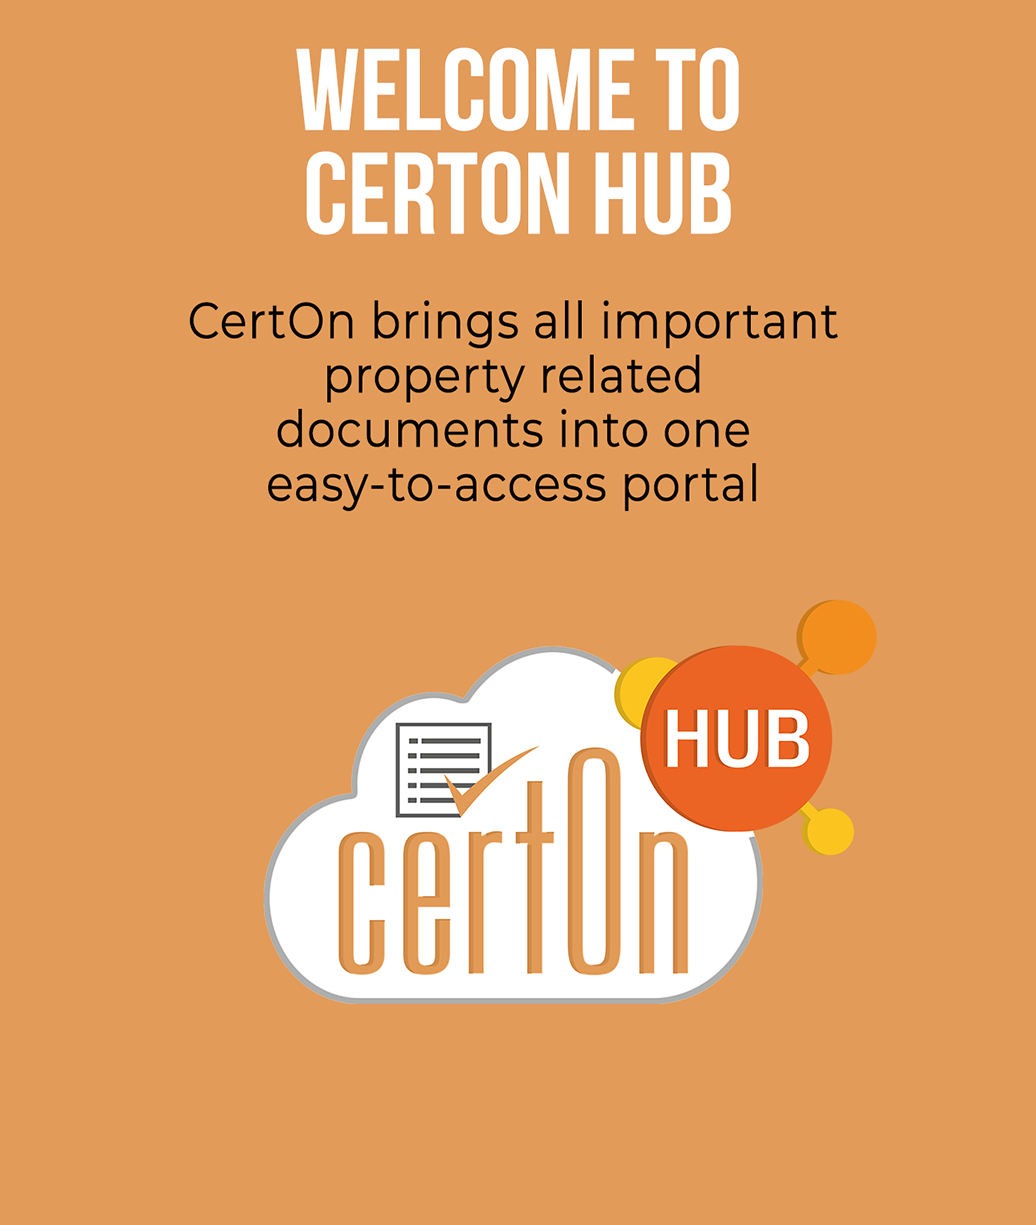 WELCOME TO
CERTON HUB
CertOn brings all important
property related
documents into one
easy-to-access portal
HUB
certOn